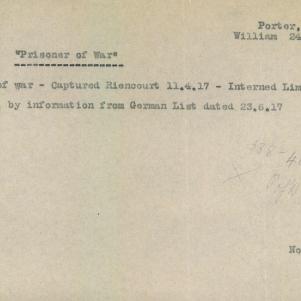 Porter,
William 24
"Prisoner of War"
of war - Captured Riencourt 11.4.17 - Interned Lim
by information from German List dated 23.6.17
No